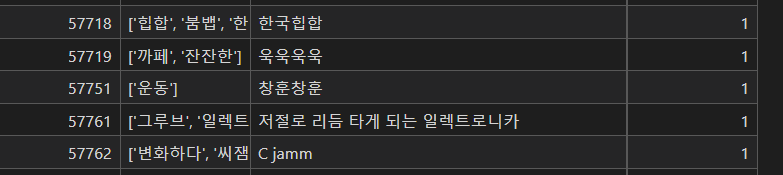 57718 ['힙합', '붐뱁', '한 한국힙합 1
57719 ['까페', '잔잔한'] 욱욱욱욱 1
57751 ['운동'] 창훈창훈 1
57761 ['그루브', '일렉트 저절로 리듬 타게 되는 일렉트로니카 1
57762 ['변화하다', '씨잼 C jamm 1